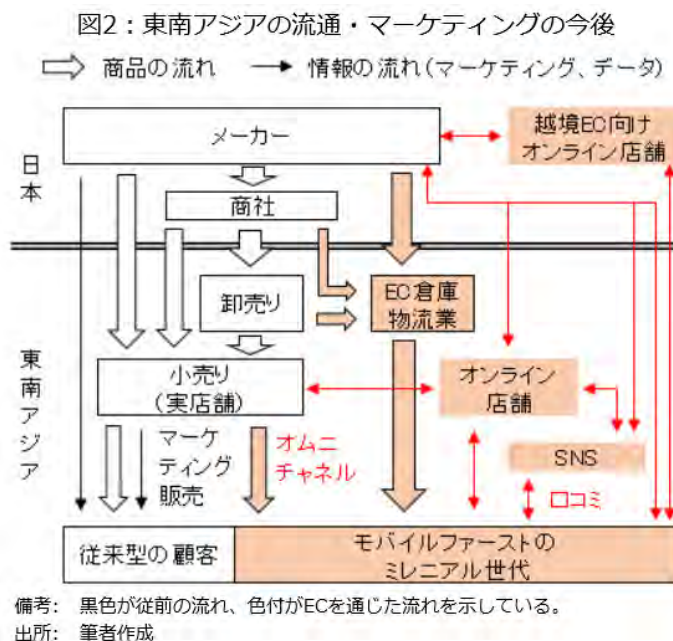 図2：東南アジアの流通・マーケティングの今後
商品の流れ
情報の流れ(マーケティング、データ)
日本
メーカー
越境EC向け
オンライン店舗
商社
東南アジア
卸売り
EC倉庫
物流業
小売り
(実店舗)
オンライン
店舗
マーケ
ティング
販売
オムニ
チャネル
SNS
口コミ
従来型の顧客
モバイルファーストの
ミレニアル世代
備考： 黒色が従前の流れ、色付がECを通じた流れを示している。
出所： 筆者作成